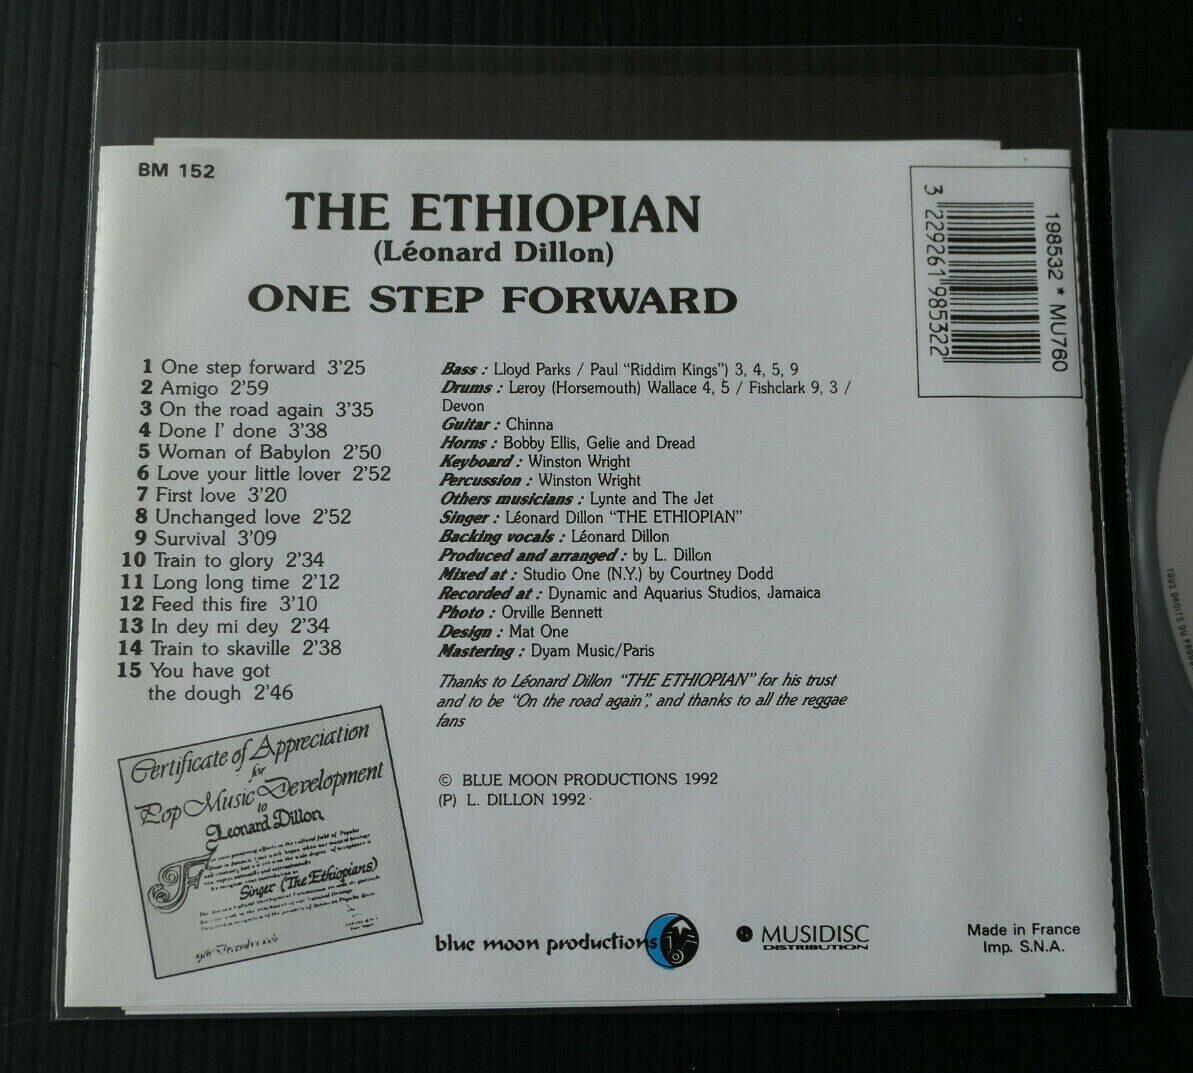 BM 152
THE ETHIOPIAN
(Léonard Dillon)
ONE STEP FORWARD
3 229261 985322
198532 * MU760
1 One step forward 3'25
2 Amigo 2'59
3 On the road again 3'35
4 Done I' done 3'38
5 Woman of Babylon 2'50
6 Love your little lover 2'52
7 First love 3'20
8 Unchanged love 2'52
9 Survival 3'09
10 Train to glory 2'34
11 Long long time 2'12
12 Feed this fire 3'10
13 In dey mi dey 2'34
14 Train to skaville 2'38
15 You have got
the dough 2'46
Bass : Lloyd Parks / Paul "Riddim Kings") 3, 4, 5, 9
Drums : Leroy (Horsemouth) Wallace 4, 5 / Fishclark 9, 3 /
Devon
Guitar : Chinna
Horns : Bobby Ellis, Gelie and Dread
Keyboard : Winston Wright
Percussion : Winston Wright
Others musicians : Lynte and The Jet
Singer : Léonard Dillon "THE ETHIOPIAN"
Backing vocals : Léonard Dillon
Produced and arranged : by L. Dillon
Mixed at : Studio One (N.Y.) by Courtney Dodd
Recorded at : Dynamic and Aquarius Studios, Jamaica
Photo : Orville Bennett
Design : Mat One
Mastering : Dyam Music/Paris
Thanks to Léonard Dillon "THE ETHIOPIAN" for his trust
and to be "On the road again", and thanks to all the reggae
fans
© BLUE MOON PRODUCTIONS 1992
(P) L. DILLON 1992
Certificate of Appreciation
for
Pop Music Development
to
Leonard Dillon
Singer (The Ethiopians)
blue moon productions
MUSIDISC
DISTRIBUTION
Made in France
Imp. S.N.A.
TOUS DROITS DU